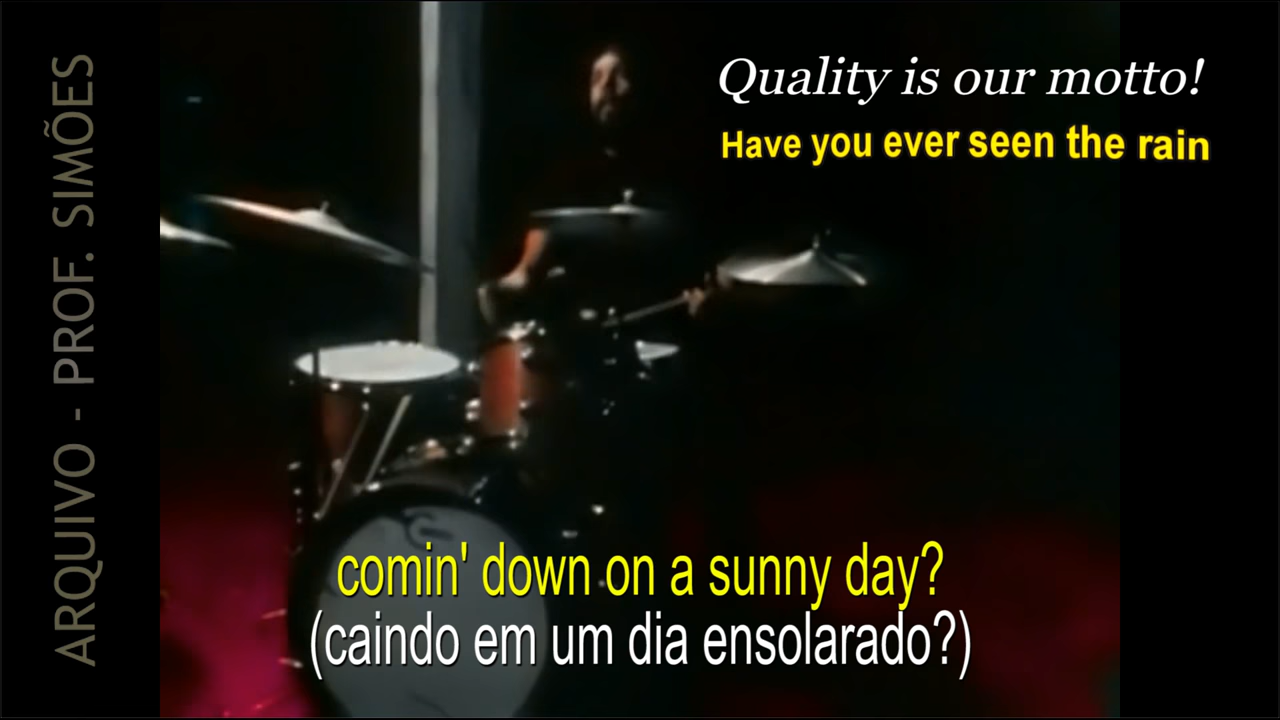 ARQUIVO - PROF. SIMÕES
Quality is our motto!
Have you ever seen the rain
comin' down on a sunny day?
(caindo em um dia ensolarado?)